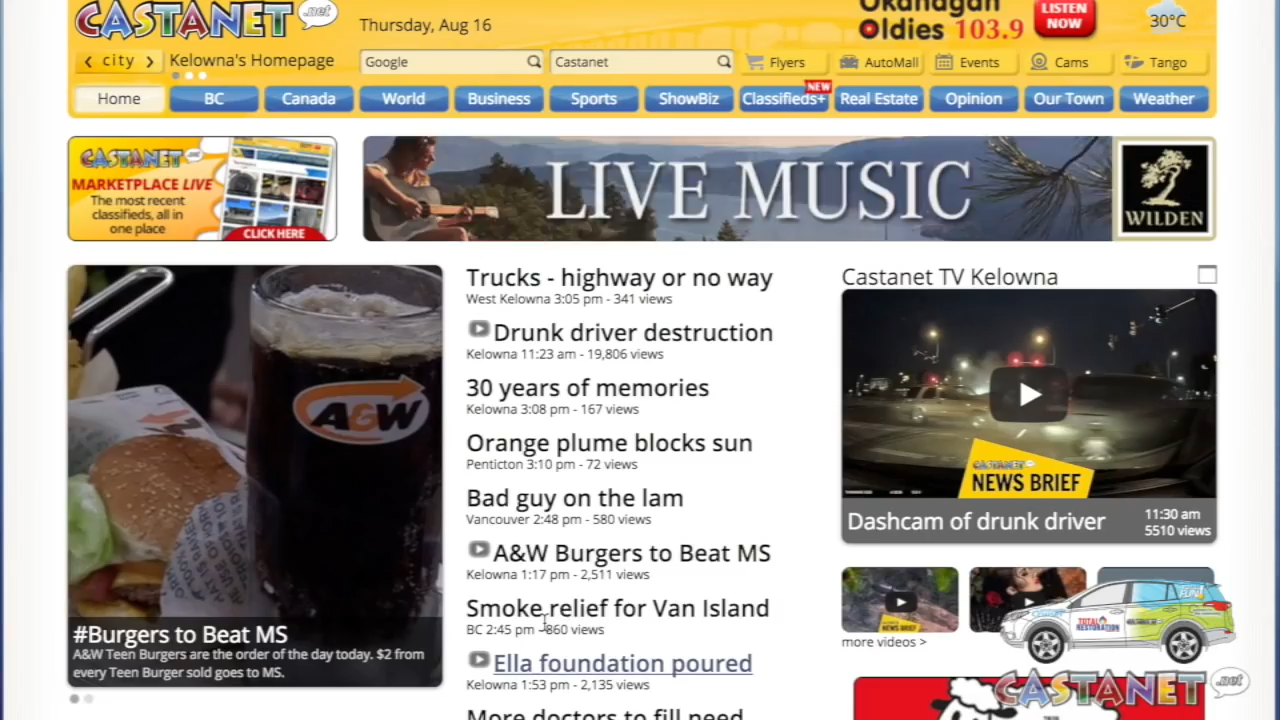 CASTANET .net
Thursday, Aug 16
Okanagan
Oldies 103.9
LISTEN
NOW
30°C
< city >
Kelowna's Homepage
Google
Castanet
Flyers
AutoMall
Events
Cams
Tango
NEW
Home
BC
Canada
World
Business
Sports
ShowBiz
Classifieds+
Real Estate
Opinion
Our Town
Weather
CASTANET
MARKETPLACE LIVE
The most recent
classifieds, all in
one place
CLICK HERE
LIVE MUSIC
WILDEN
A&W
#Burgers to Beat MS
A&W Teen Burgers are the order of the day today. $2 from
every Teen Burger sold goes to MS.
Trucks - highway or no way
West Kelowna 3:05 pm - 341 views
Drunk driver destruction
Kelowna 11:23 am - 19,806 views
30 years of memories
Kelowna 3:08 pm - 167 views
Orange plume blocks sun
Penticton 3:10 pm - 72 views
Bad guy on the lam
Vancouver 2:48 pm - 580 views
A&W Burgers to Beat MS
Kelowna 1:17 pm - 2,511 views
Smoke relief for Van Island
BC 2:45 pm - 860 views
Ella foundation poured
Kelowna 1:53 pm - 2,135 views
More doctors to fill need
Castanet TV Kelowna
CASTANET
NEWS BRIEF
Dashcam of drunk driver
11:30 am
5510 views
NEWS BRIEF
more videos >
TOTAL
RESTORATION
CASTANET .net